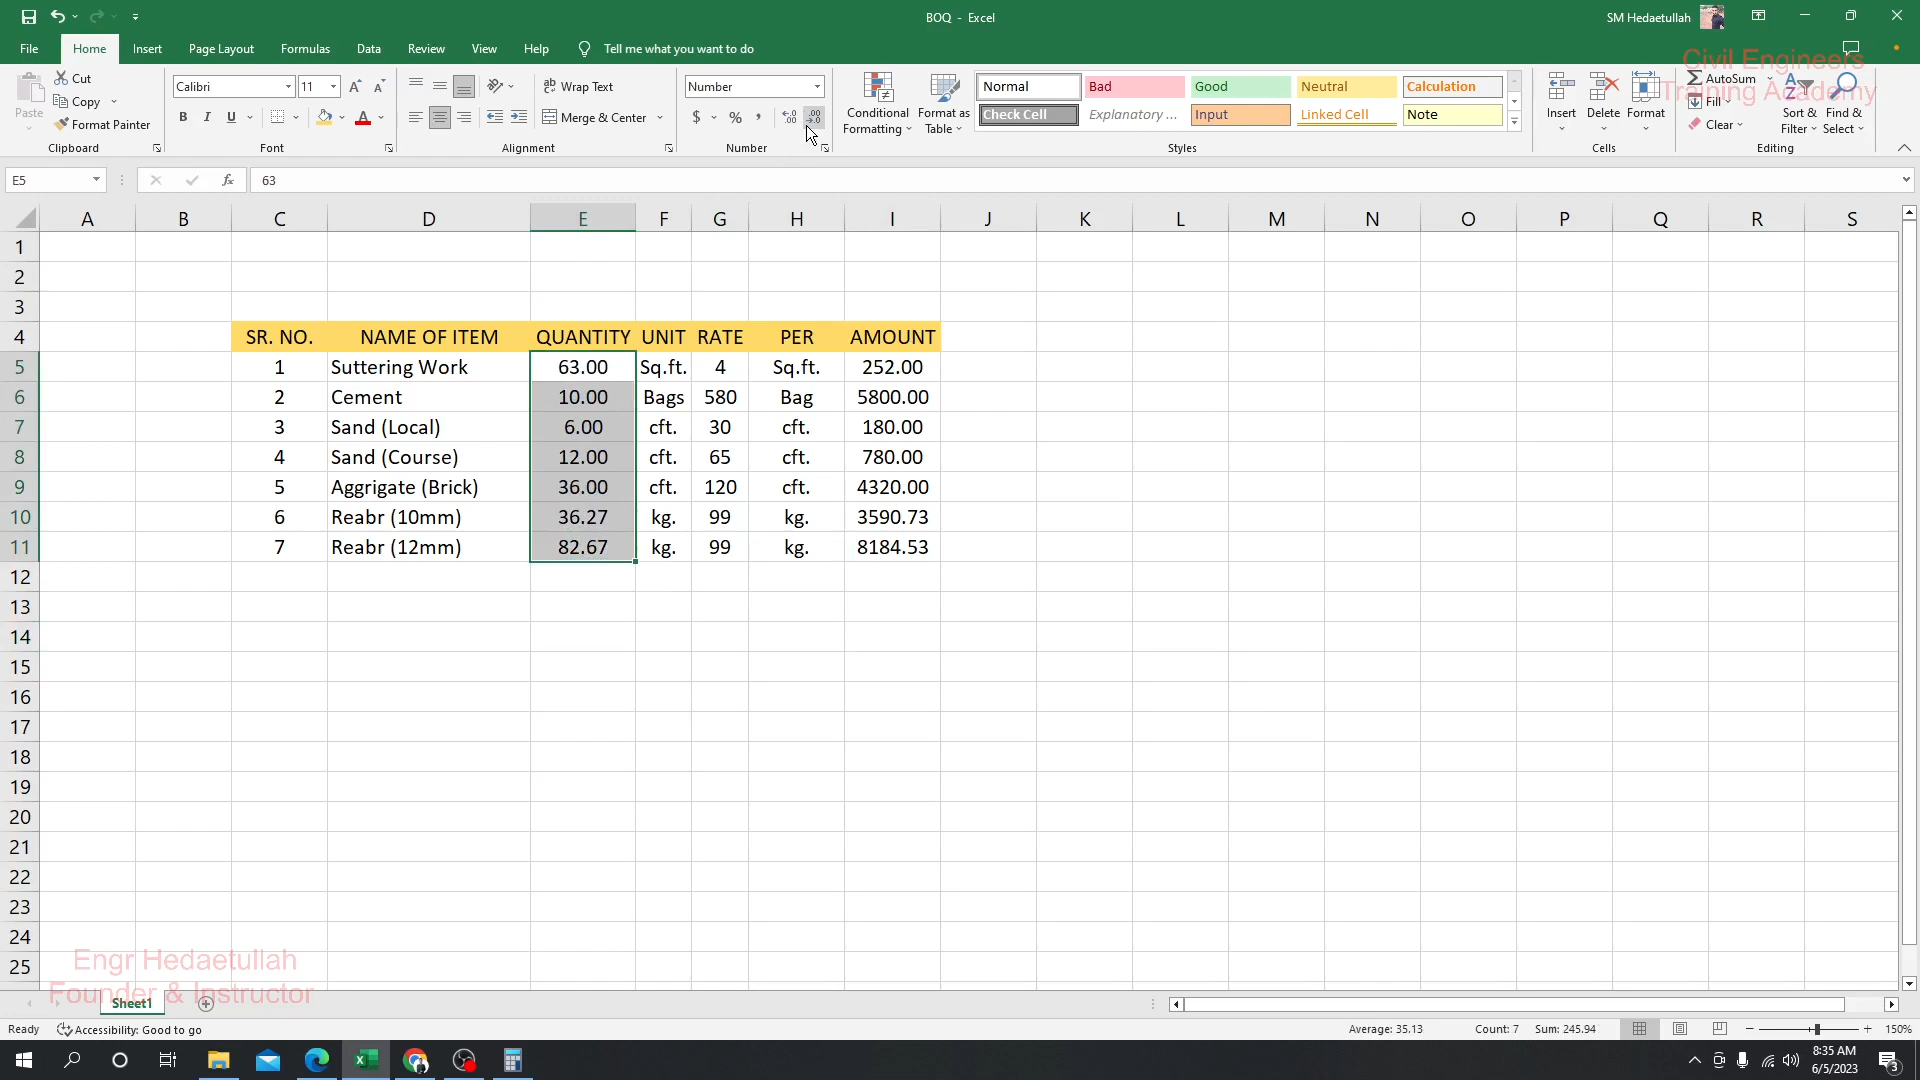 BOQ - Excel
SM Hedaetullah
File Home Insert Page Layout Formulas Data Review View Help Tell me what you want to do
Civil Engineers
Training Academy
Paste
Cut
Copy
Format Painter
Clipboard
Calibri 11
B I U
Font
Wrap Text
Merge & Center
Alignment
Number
$ % ,
Number
Conditional Formatting
Format as Table
Normal Bad Good Neutral Calculation
Check Cell Explanatory ... Input Linked Cell Note
Styles
Insert Delete Format
Cells
AutoSum
Fill
Clear
Sort & Filter
Find & Select
Editing
E5 fx 63
A B C D E F G H I J K L M N O P Q R S
1
2
3
4 SR. NO. NAME OF ITEM QUANTITY UNIT RATE PER AMOUNT
5 1 Suttering Work 63.00 Sq.ft. 4 Sq.ft. 252.00
6 2 Cement 10.00 Bags 580 Bag 5800.00
7 3 Sand (Local) 6.00 cft. 30 cft. 180.00
8 4 Sand (Course) 12.00 cft. 65 cft. 780.00
9 5 Aggrigate (Brick) 36.00 cft. 120 cft. 4320.00
10 6 Reabr (10mm) 36.27 kg. 99 kg. 3590.73
11 7 Reabr (12mm) 82.67 kg. 99 kg. 8184.53
12
13
14
15
16
17
18
19
20
21
22
23
24
25
Engr Hedaetullah
Founder & Instructor
Sheet1
Ready Accessibility: Good to go Average: 35.13 Count: 7 Sum: 245.94 150%
8:35 AM
6/5/2023
3